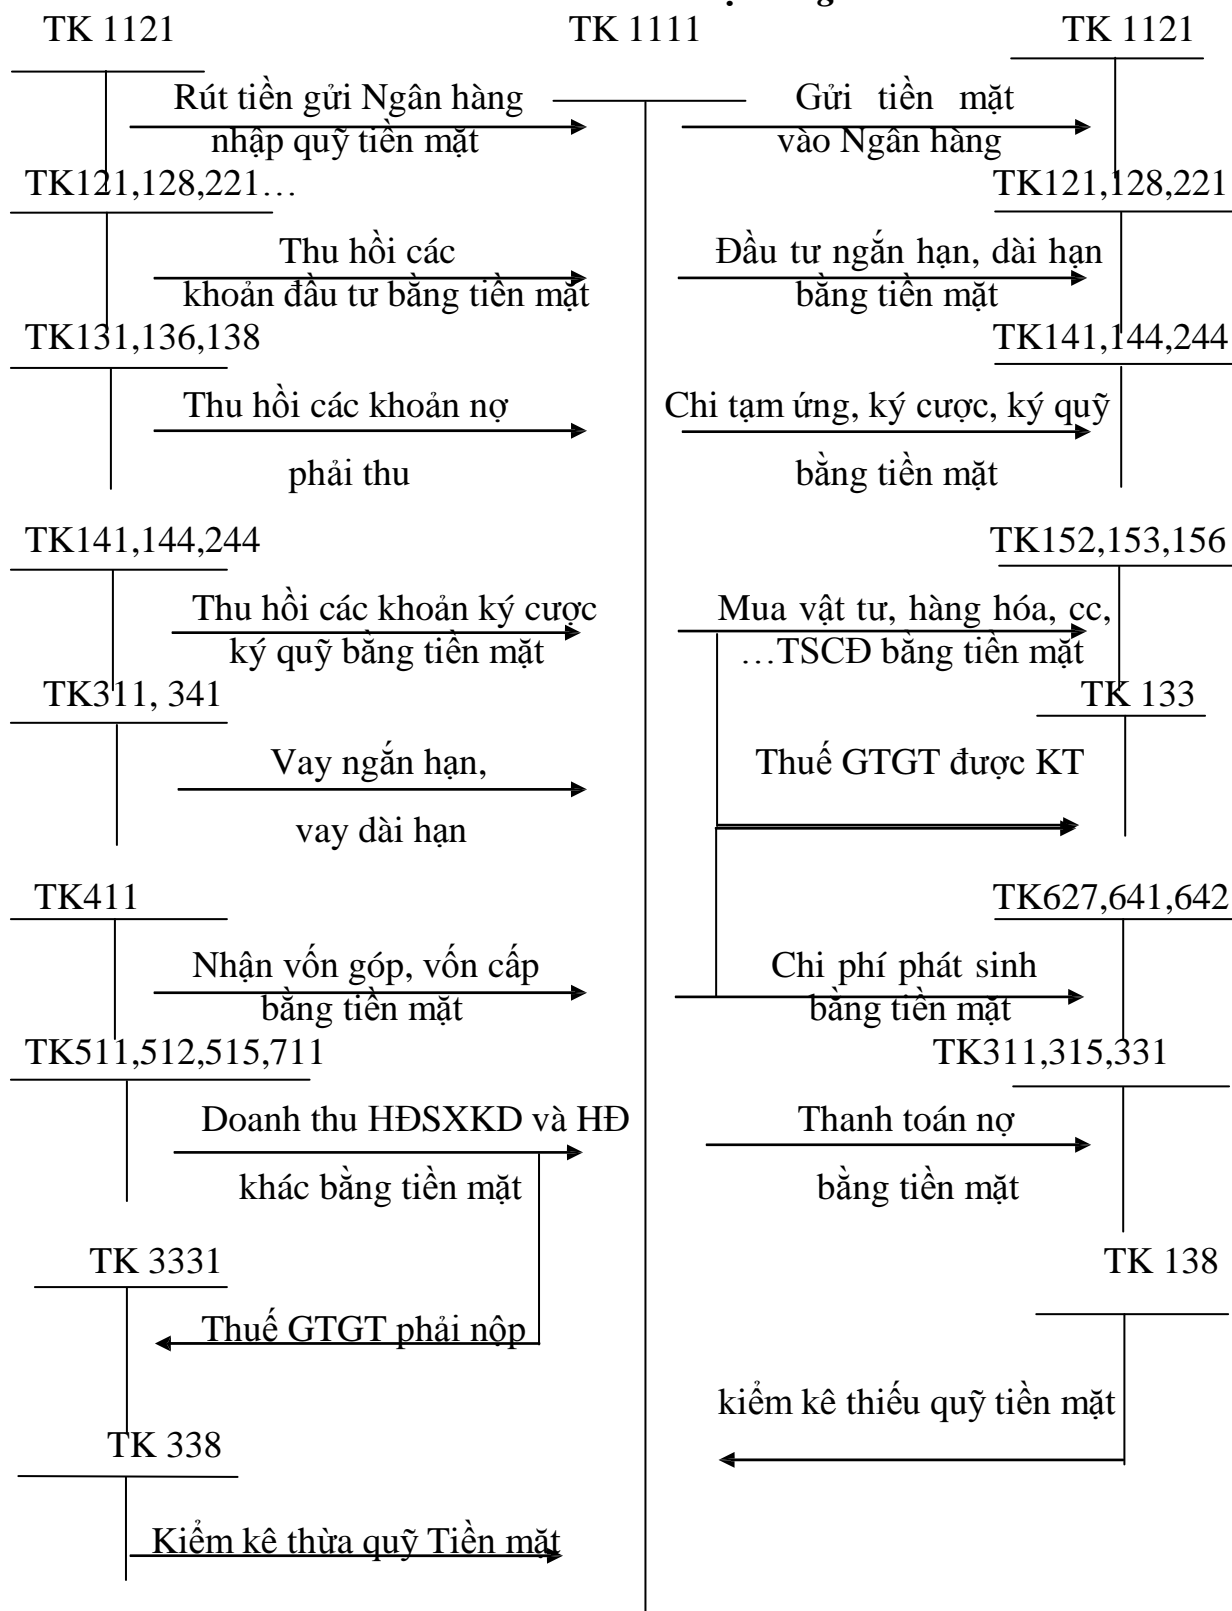 TK 1121
TK 1111
TK 1121
Rút tiền gửi Ngân hàng
nhập quỹ tiền mặt
Gửi tiền mặt
vào Ngân hàng
TK121,128,221…
TK121,128,221
Thu hồi các
khoản đầu tư bằng tiền mặt
Đầu tư ngắn hạn, dài hạn
bằng tiền mặt
TK131,136,138
TK141,144,244
Thu hồi các khoản nợ
phải thu
Chi tạm ứng, ký cược, ký quỹ
bằng tiền mặt
TK141,144,244
TK152,153,156
Thu hồi các khoản ký cược
ký quỹ bằng tiền mặt
Mua vật tư, hàng hóa, cc,
…TSCĐ bằng tiền mặt
TK311, 341
TK 133
Vay ngắn hạn,
vay dài hạn
Thuế GTGT được KT
TK411
TK627,641,642
Nhận vốn góp, vốn cấp
bằng tiền mặt
Chi phí phát sinh
bằng tiền mặt
TK511,512,515,711
TK311,315,331
Doanh thu HĐSXKD và HĐ
khác bằng tiền mặt
Thanh toán nợ
bằng tiền mặt
TK 3331
TK 138
Thuế GTGT phải nộp
kiểm kê thiếu quỹ tiền mặt
TK 338
Kiểm kê thừa quỹ Tiền mặt